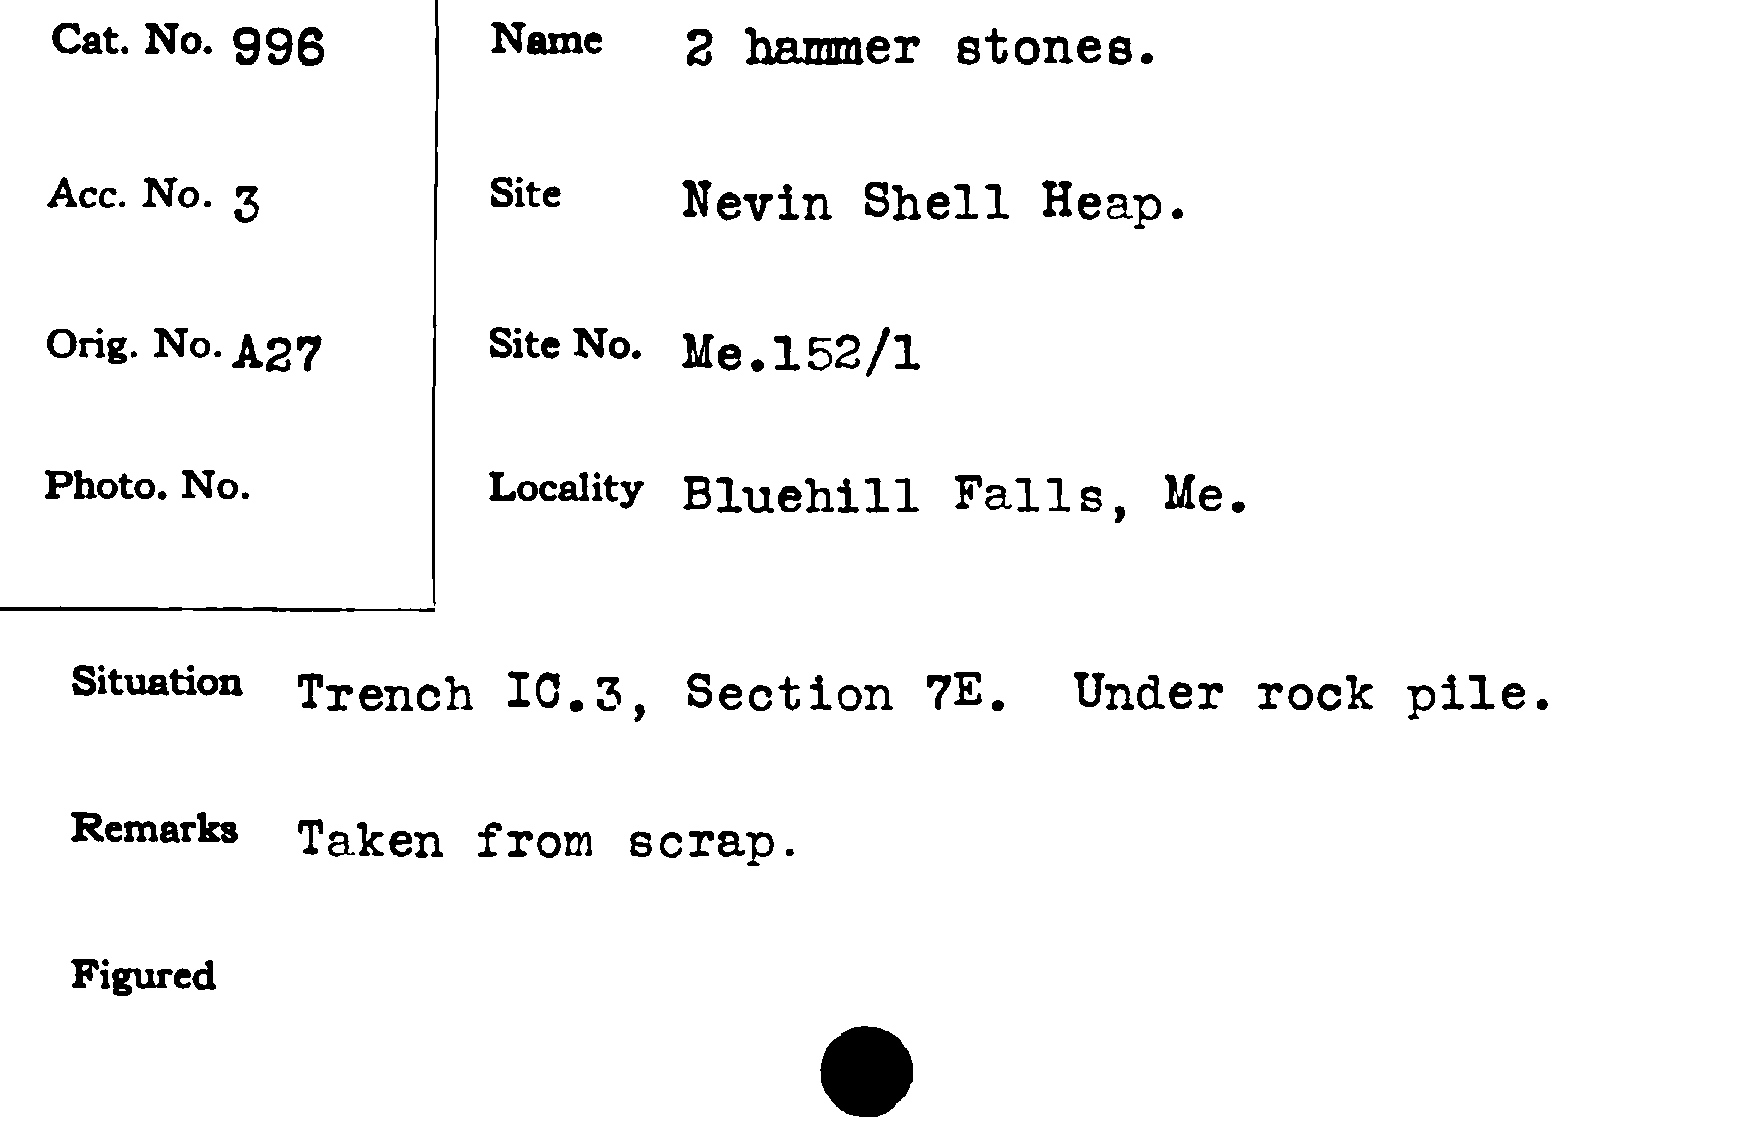 Cat. No. 996
Name 2 hammer stones.
Acc. No. 3
Site Nevin Shell Heap.
Orig. No. A27
Site No. Me.152/1
Photo. No.
Locality Bluehill Falls, Me.
Situation Trench IC.3, Section 7E. Under rock pile.
Remarks Taken from scrap.
Figured